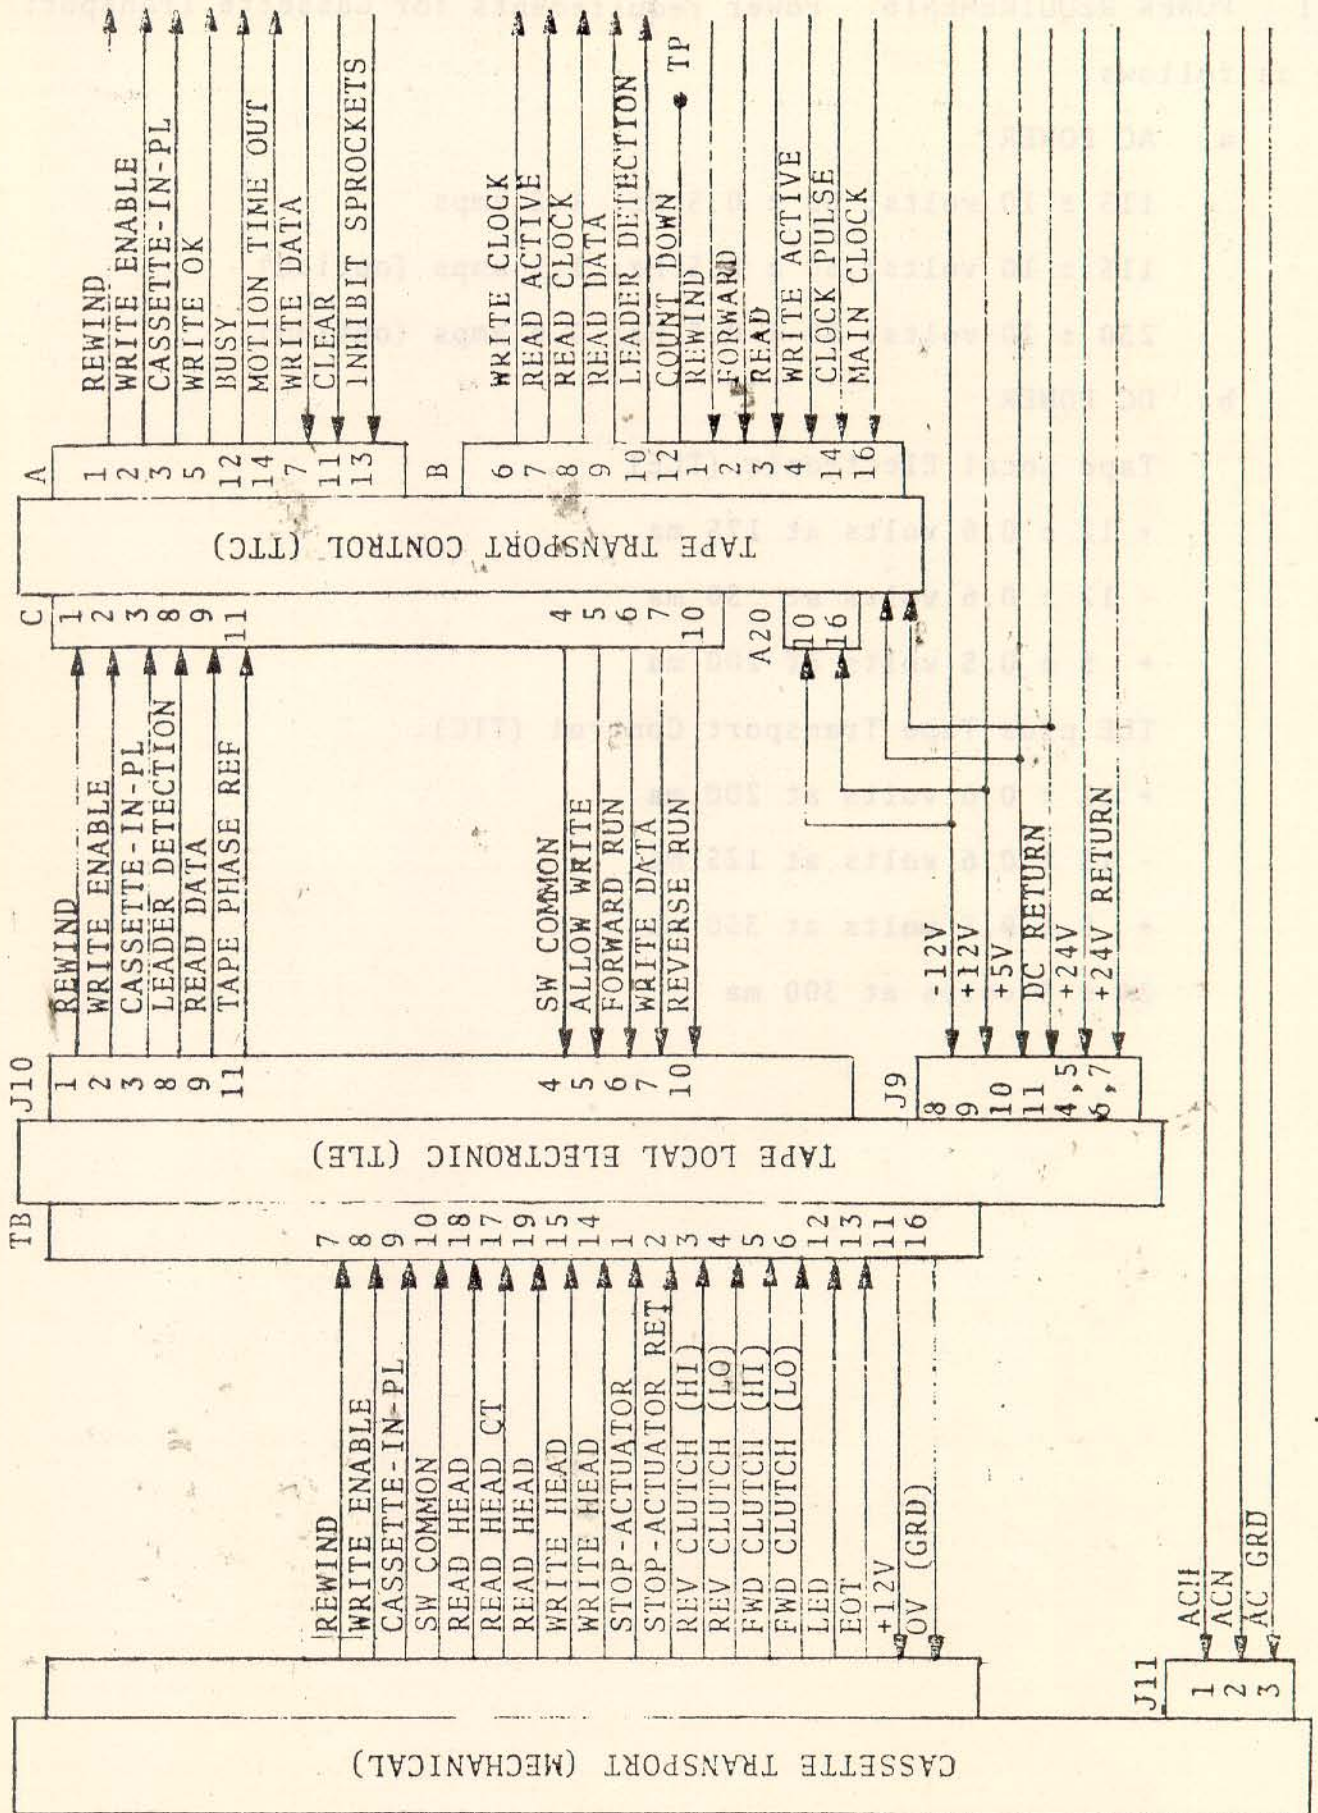 A
1 REWIND
2 WRITE ENABLE
3 CASSETTE-IN-PL
5 WRITE OK
12 BUSY
14 MOTION TIME OUT
7 WRITE DATA
11 CLEAR
13 INHIBIT SPROCKETS
B
6 WRITE CLOCK
7 READ ACTIVE
8 READ CLOCK
9 READ DATA
10 LEADER DETECTION
12 COUNT DOWN TP
1 REWIND
2 FORWARD
3 READ
4 WRITE ACTIVE
14 CLOCK PULSE
16 MAIN CLOCK
TAPE TRANSPORT CONTROL (TTC)
C
1
2
3
8
9
11
4
5
6
7
10
A20
10
16
J10
1 REWIND
2 WRITE ENABLE
3 CASSETTE-IN-PL
8 LEADER DETECTION
9 READ DATA
11 TAPE PHASE REF
4 SW COMMON
5 ALLOW WRITE
6 FORWARD RUN
7 WRITE DATA
10 REVERSE RUN
J9
8 -12V
9 +12V
10 +5V
11 DC RETURN
4,5 +24V
6,7 +24V RETURN
TAPE LOCAL ELECTRONIC (TLE)
TB
7 REWIND
8 WRITE ENABLE
9 CASSETTE-IN-PL
10 SW COMMON
18 READ HEAD
17 READ HEAD CT
19 READ HEAD
15 WRITE HEAD
14 WRITE HEAD
1 STOP-ACTUATOR
2 STOP-ACTUATOR RET
3 REV CLUTCH (HI)
4 REV CLUTCH (LO)
5 FWD CLUTCH (HI)
6 FWD CLUTCH (LO)
12 LED
13 EOT
11 +12V
16 OV (GRD)
J11
1 ACH
2 ACN
3 AC GRD
CASSETTE TRANSPORT (MECHANICAL)